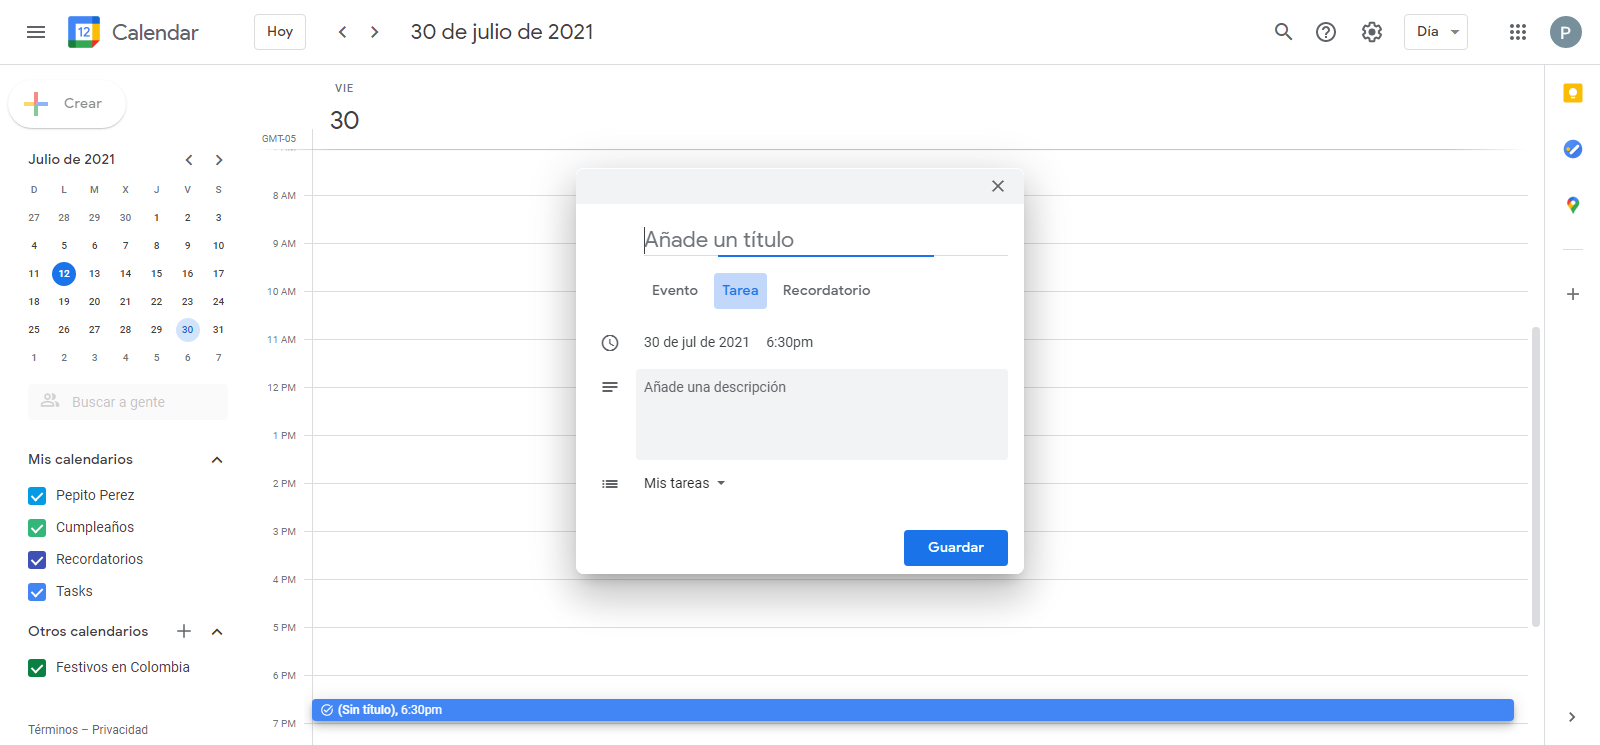 12 Calendar Hoy 30 de julio de 2021 Día P
Crear
Julio de 2021
D L M X J V S
27 28 29 30 1 2 3
4 5 6 7 8 9 10
11 12 13 14 15 16 17
18 19 20 21 22 23 24
25 26 27 28 29 30 31
1 2 3 4 5 6 7
Buscar a gente
Mis calendarios
Pepito Perez
Cumpleaños
Recordatorios
Tasks
Otros calendarios
Festivos en Colombia
Términos – Privacidad
VIE
30
GMT-05
8 AM
9 AM
10 AM
11 AM
12 PM
1 PM
2 PM
3 PM
4 PM
5 PM
6 PM
7 PM
Añade un título
Evento Tarea Recordatorio
30 de jul de 2021 6:30pm
Añade una descripción
Mis tareas
Guardar
(Sin título), 6:30pm